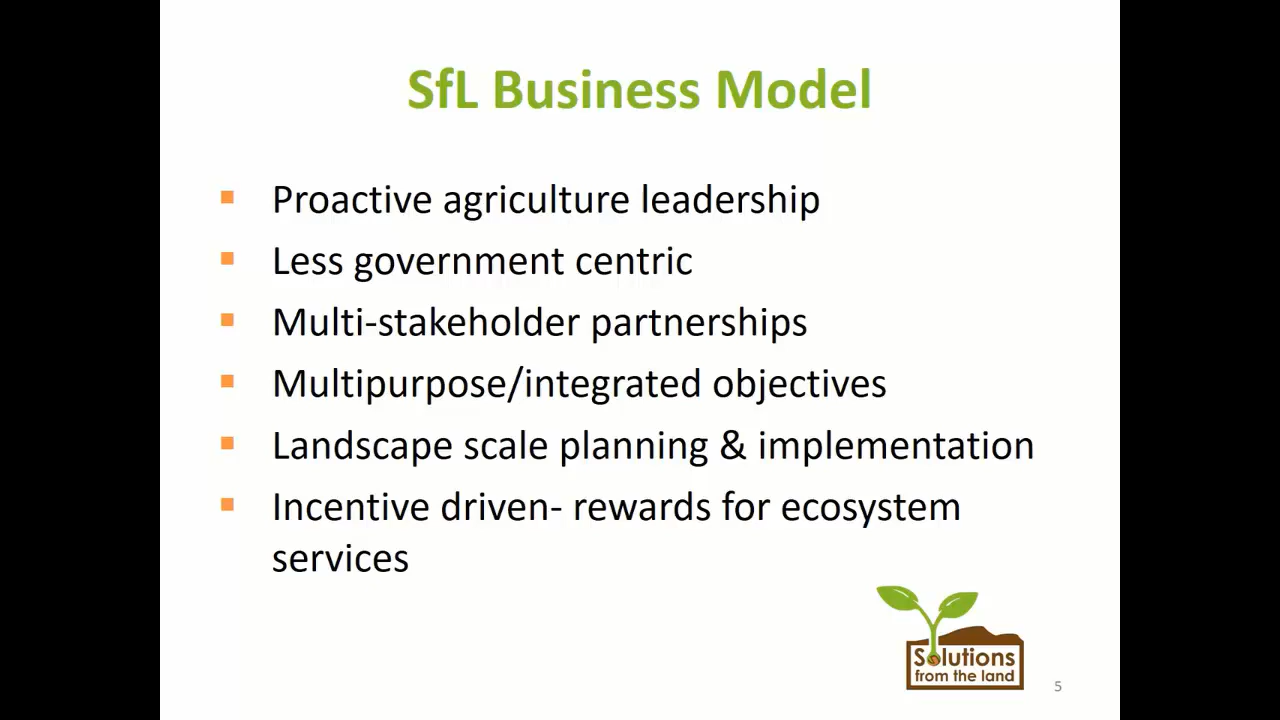 SfL Business Model
▪ Proactive agriculture leadership
▪ Less government centric
▪ Multi-stakeholder partnerships
▪ Multipurpose/integrated objectives
▪ Landscape scale planning & implementation
▪ Incentive driven- rewards for ecosystem
services
Solutions
from the land
5